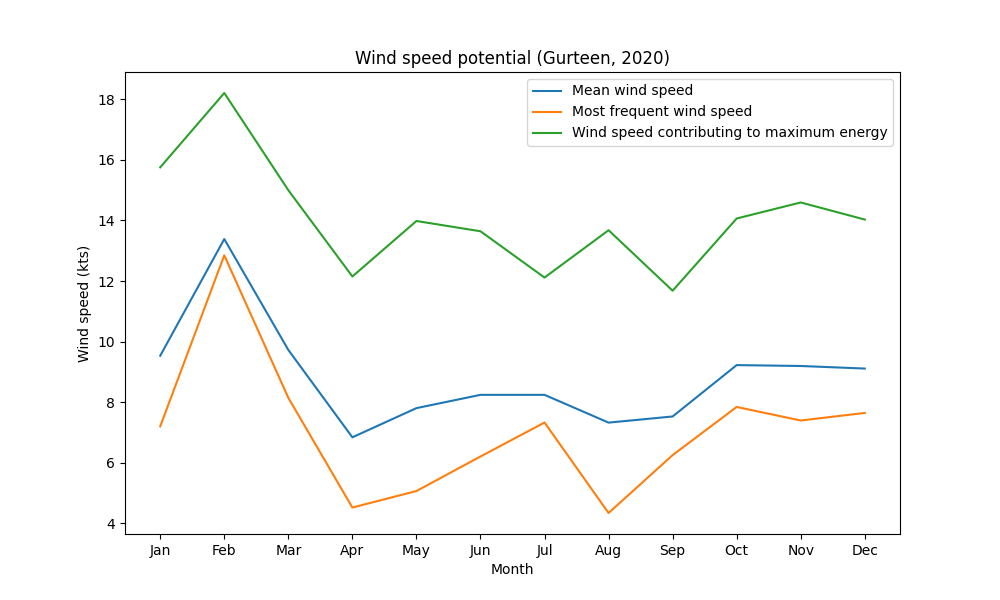 Wind speed potential (Gurteen, 2020)
Mean wind speed
Most frequent wind speed
Wind speed contributing to maximum energy
Wind speed (kts)
18
16
14
12
10
8
6
4
Jan Feb Mar Apr May Jun Jul Aug Sep Oct Nov Dec
Month